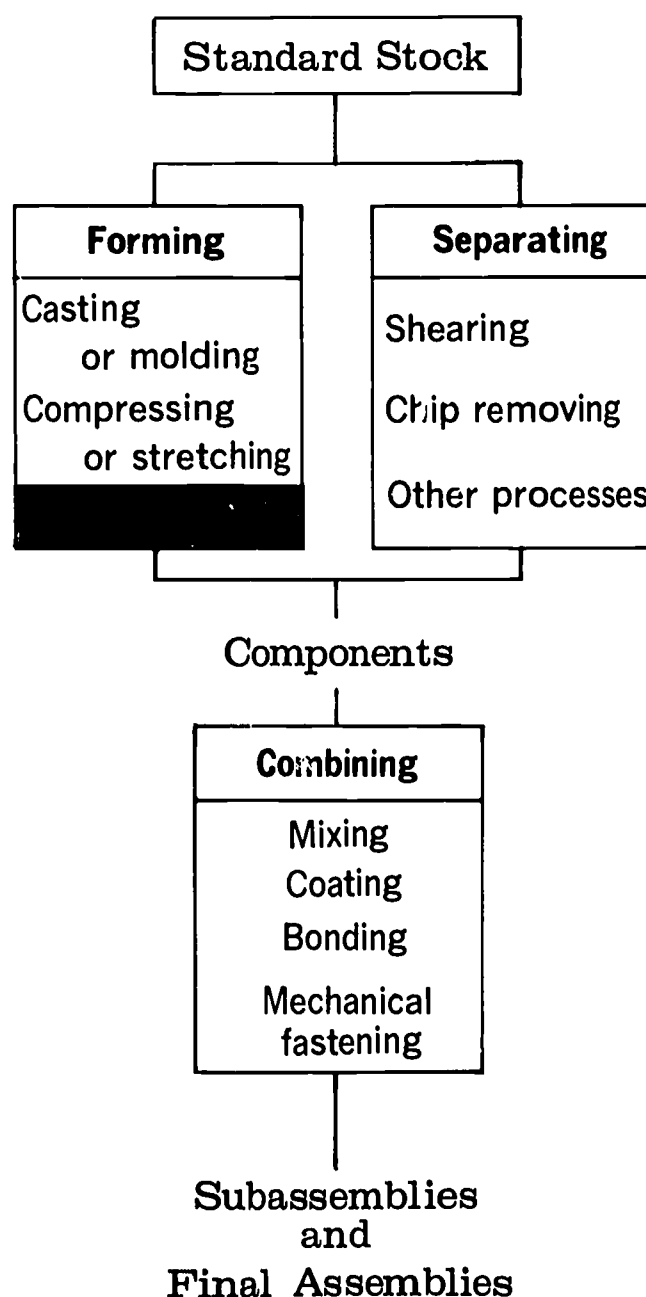 Standard Stock
Forming
Casting
or molding
Compressing
or stretching
Separating
Shearing
Chip removing
Other processes
Components
Combining
Mixing
Coating
Bonding
Mechanical
fastening
Subassemblies
and
Final Assemblies